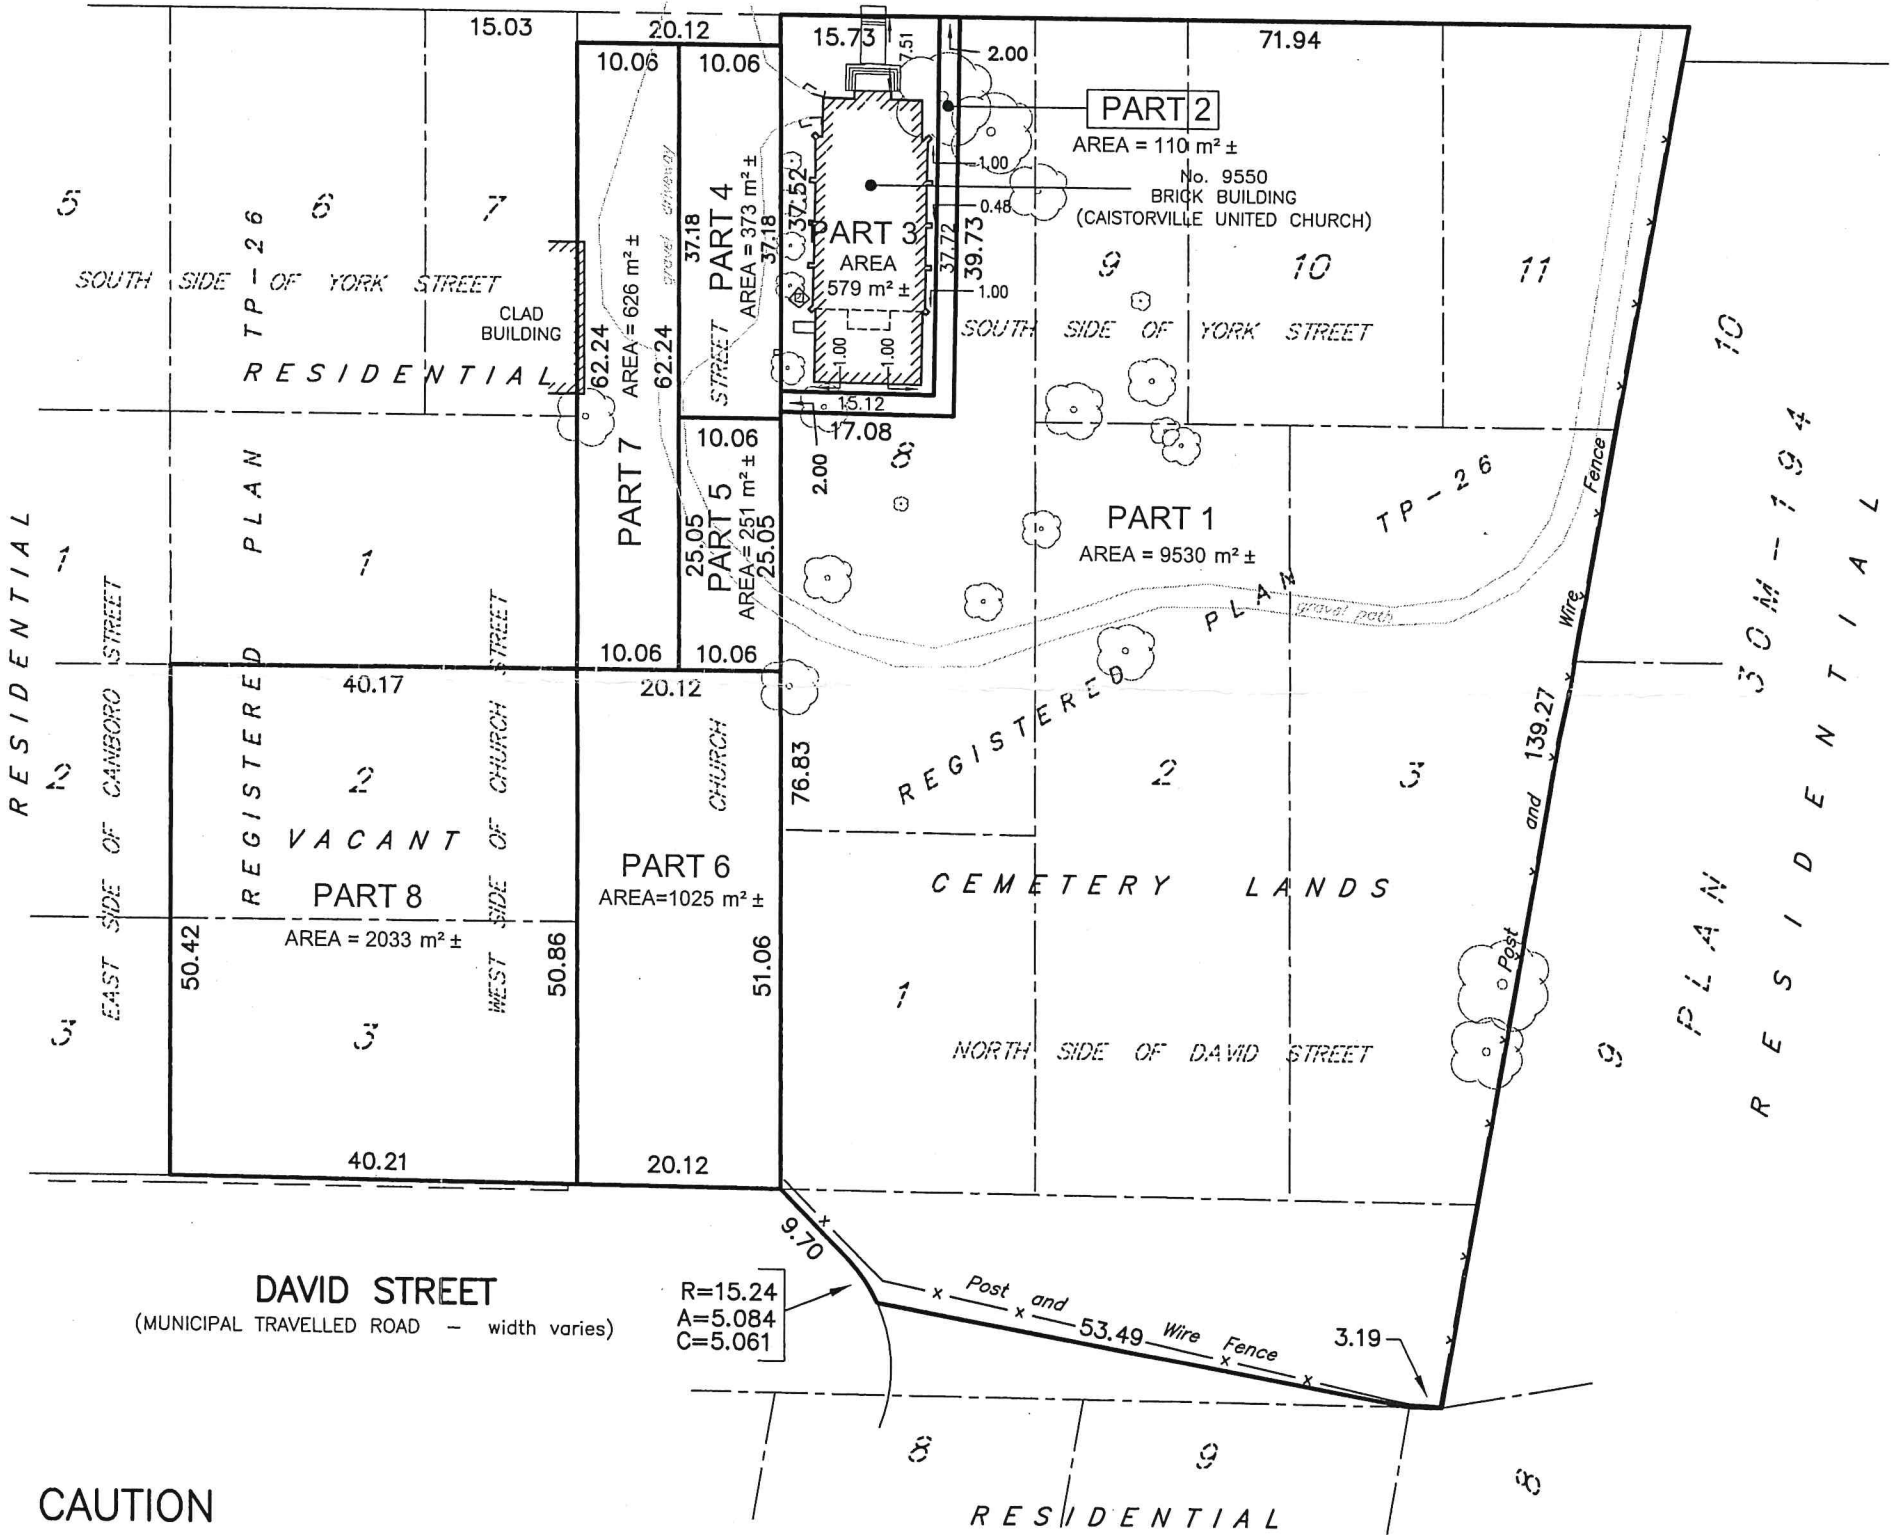 15.03
20.12
15.73
7.51
2.00
71.94
10.06
10.06
PART 2
AREA = 110 m² ±
No. 9550
BRICK BUILDING
(CAISTORVILLE UNITED CHURCH)
1.00
0.48
1.00
5
6
7
TP-26
SOUTH SIDE OF YORK STREET
CLAD
BUILDING
RESIDENTIAL
62.24
AREA = 626 m² ±
62.24
gravel driveway
37.18
PART 4
AREA = 373 m² ±
37.18
STREET
37.52
PART 3
AREA
579 m² ±
37.72
39.73
1.00
1.00
15.12
17.08
2.00
8
9
10
11
SOUTH SIDE OF YORK STREET
10
PART 7
10.06
25.05
PART 5
AREA = 251 m² ±
25.05
10.06
10.06
PART 1
AREA = 9530 m² ±
TP-26
REGISTERED PLAN
gravel path
Post and Wire Fence
139.27
PLAN 30M-194
RESIDENTIAL
RESIDENTIAL
1
2
3
EAST SIDE OF CANBORO STREET
REGISTERED PLAN
1
2
3
WEST SIDE OF CHURCH STREET
40.17
20.12
VACANT
PART 8
AREA = 2033 m² ±
50.42
50.86
40.21
CHURCH
76.83
PART 6
AREA=1025 m² ±
51.06
20.12
2
3
CEMETERY LANDS
1
NORTH SIDE OF DAVID STREET
9
9.70
DAVID STREET
(MUNICIPAL TRAVELLED ROAD - width varies)
R=15.24
A=5.084
C=5.061
Post and Wire Fence
53.49
3.19
8
9
8
RESIDENTIAL
CAUTION